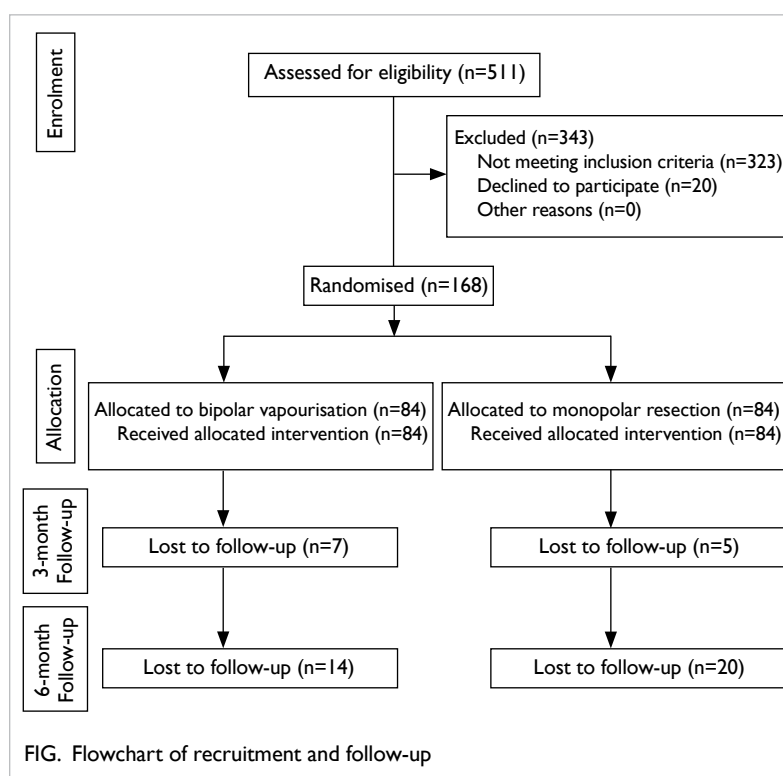 Enrolment
Assessed for eligibility (n=511)
Excluded (n=343)
Not meeting inclusion criteria (n=323)
Declined to participate (n=20)
Other reasons (n=0)
Randomised (n=168)
Allocation
Allocated to bipolar vapourisation (n=84)
Received allocated intervention (n=84)
Allocated to monopolar resection (n=84)
Received allocated intervention (n=84)
3-month
Follow-up
Lost to follow-up (n=7)
Lost to follow-up (n=5)
6-month
Follow-up
Lost to follow-up (n=14)
Lost to follow-up (n=20)
FIG. Flowchart of recruitment and follow-up